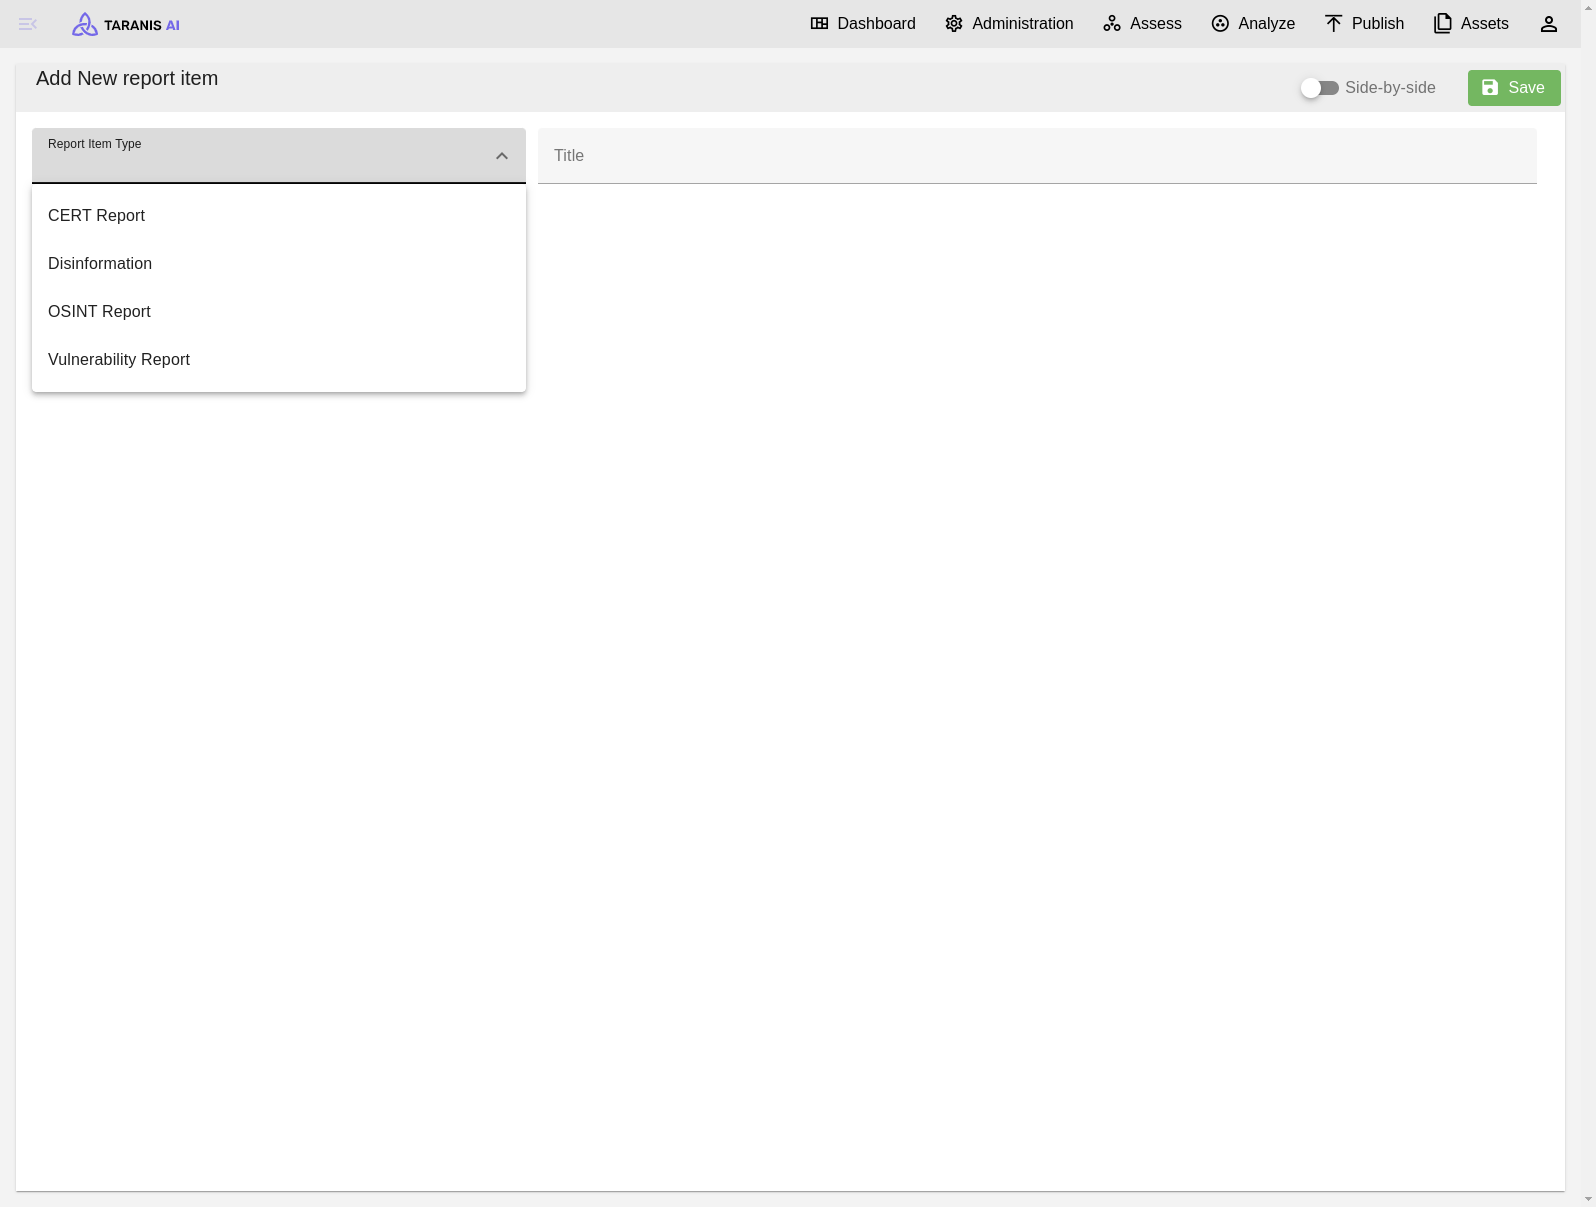 TARANIS AI
Dashboard
Administration
Assess
Analyze
Publish
Assets
Add New report item
Side-by-side
Save
Report Item Type
Title
CERT Report
Disinformation
OSINT Report
Vulnerability Report